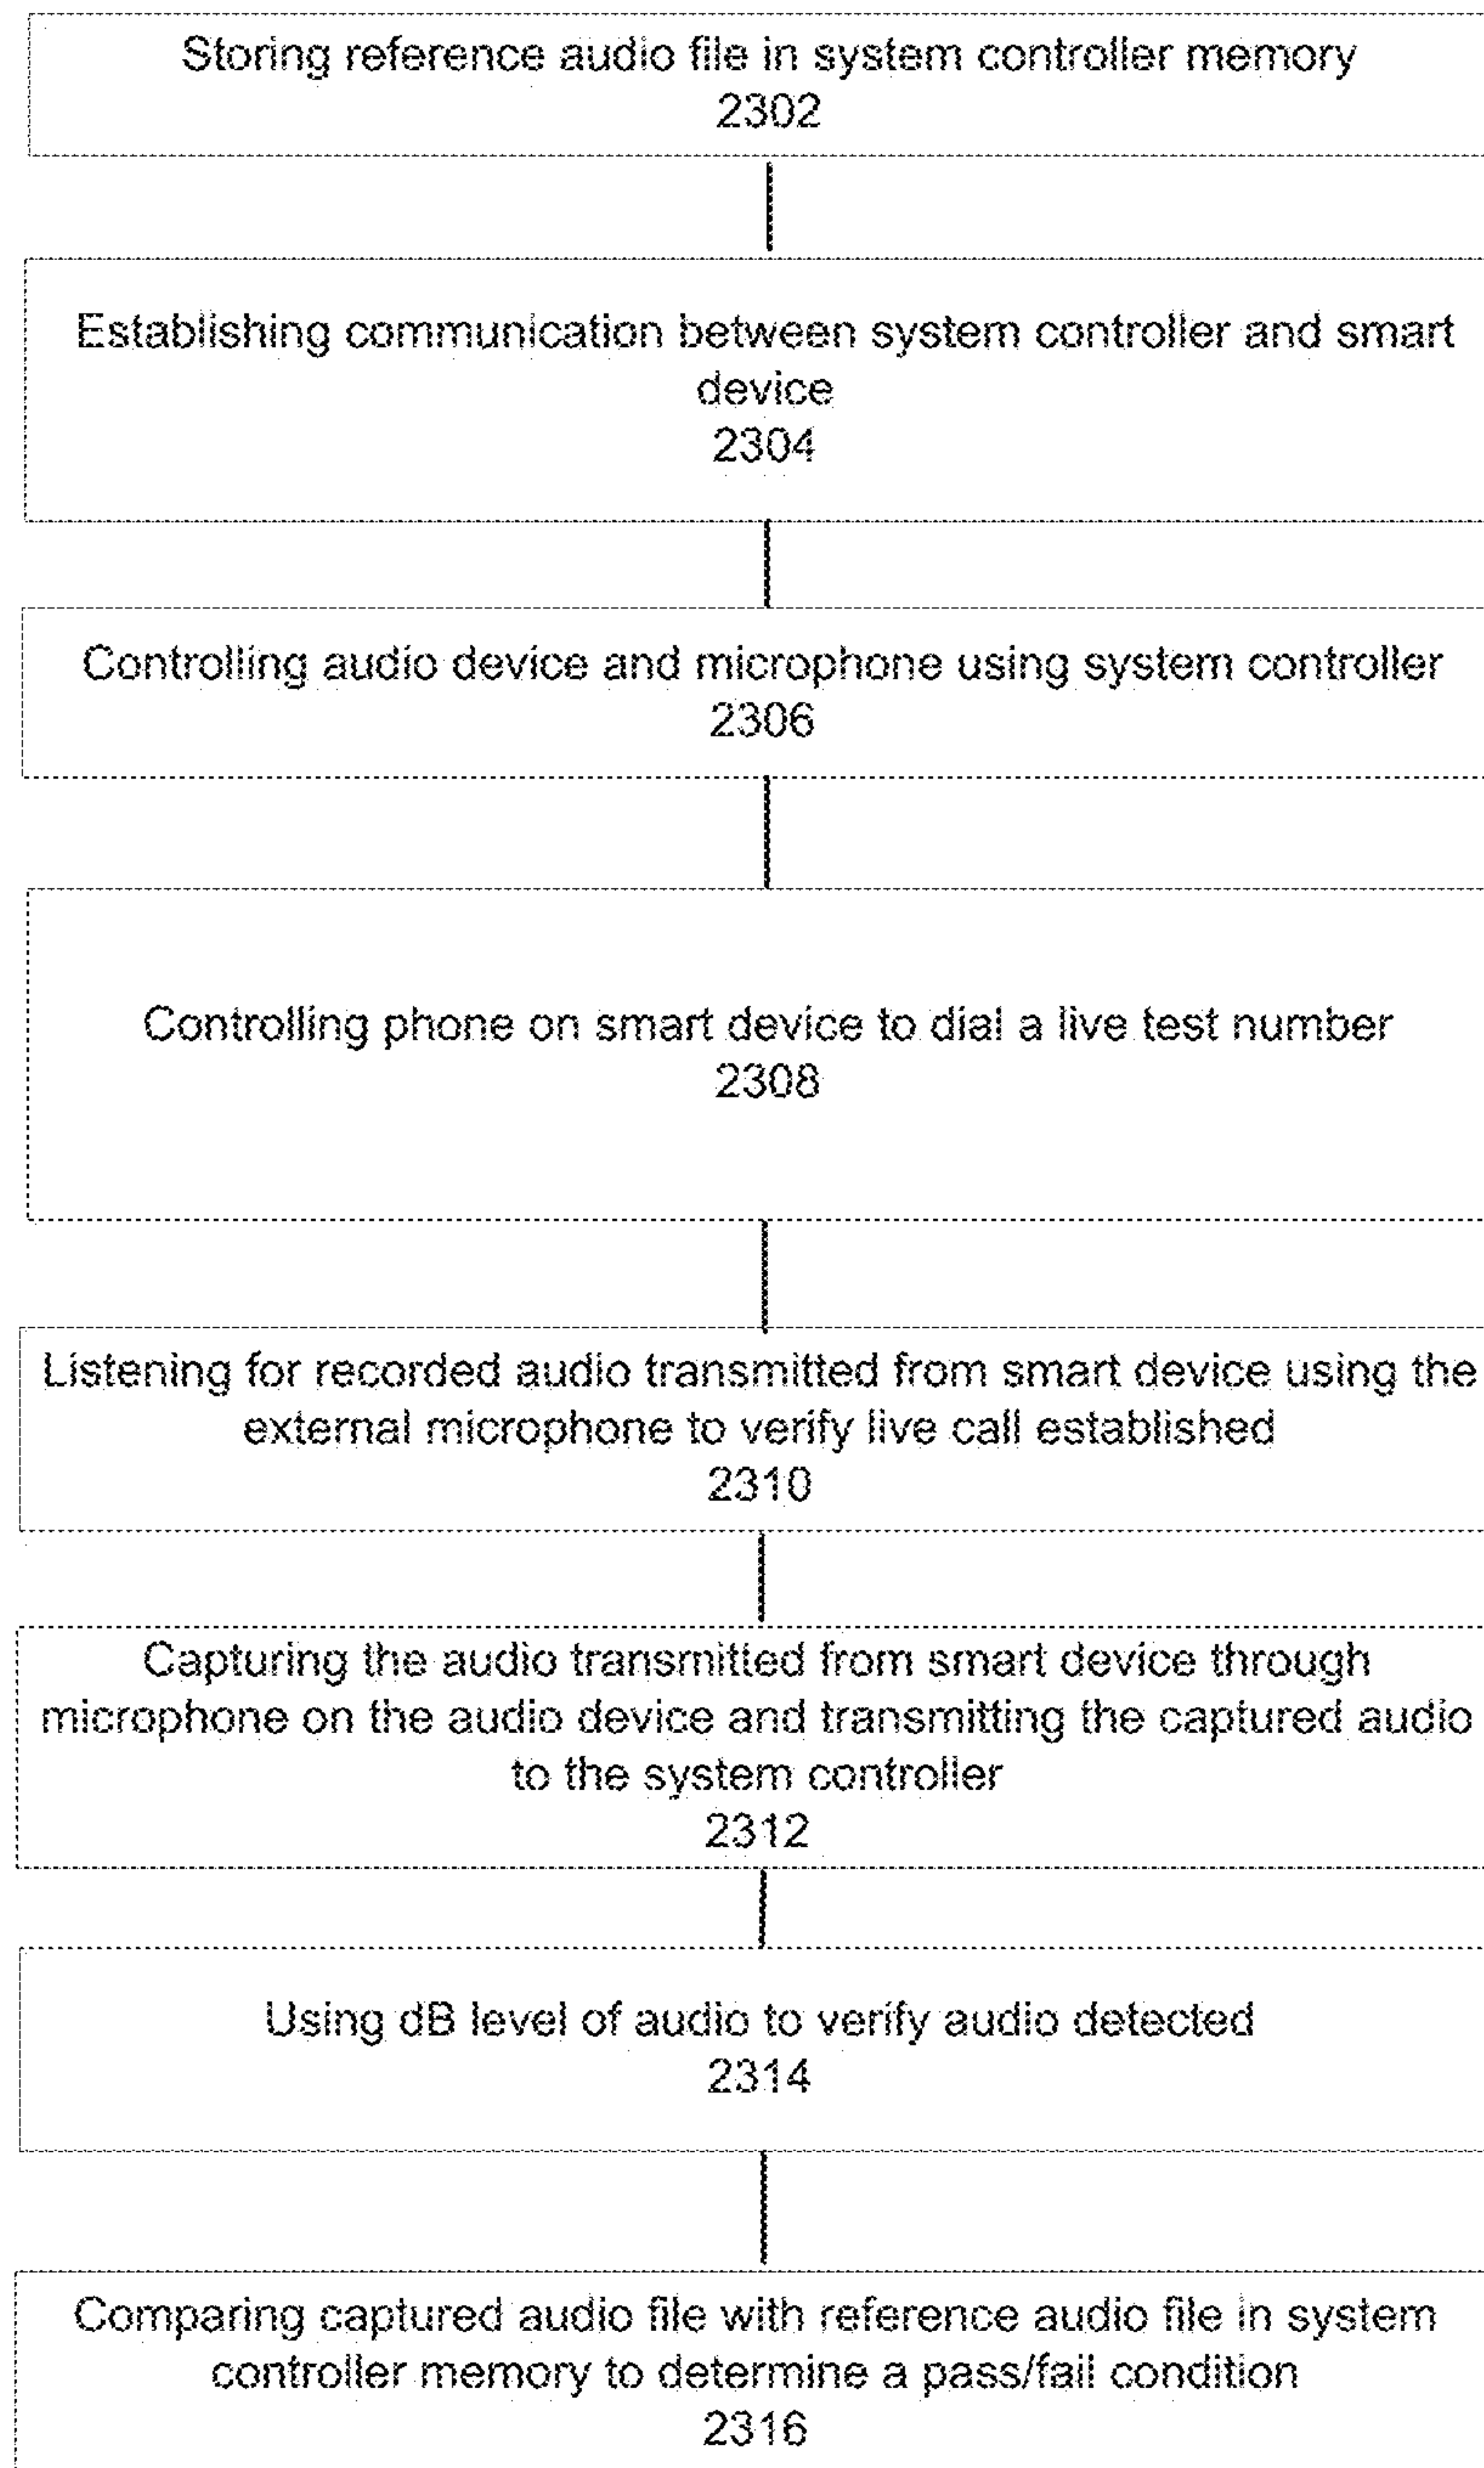 Storing reference audio file in system controller memory
2302
Establishing communication between system controller and smart
device
2304
Controlling audio device and microphone using system controller
2306
Controlling phone on smart device to dial a live test number
2308
Listening for recorded audio transmitted from smart device using the
external microphone to verify live call established
2310
Capturing the audio transmitted from smart device through
microphone on the audio device and transmitting the captured audio
to the system controller
2312
Using dB level of audio to verify audio detected
2314
Comparing captured audio file with reference audio file in system
controller memory to determine a pass/fail condition
2316